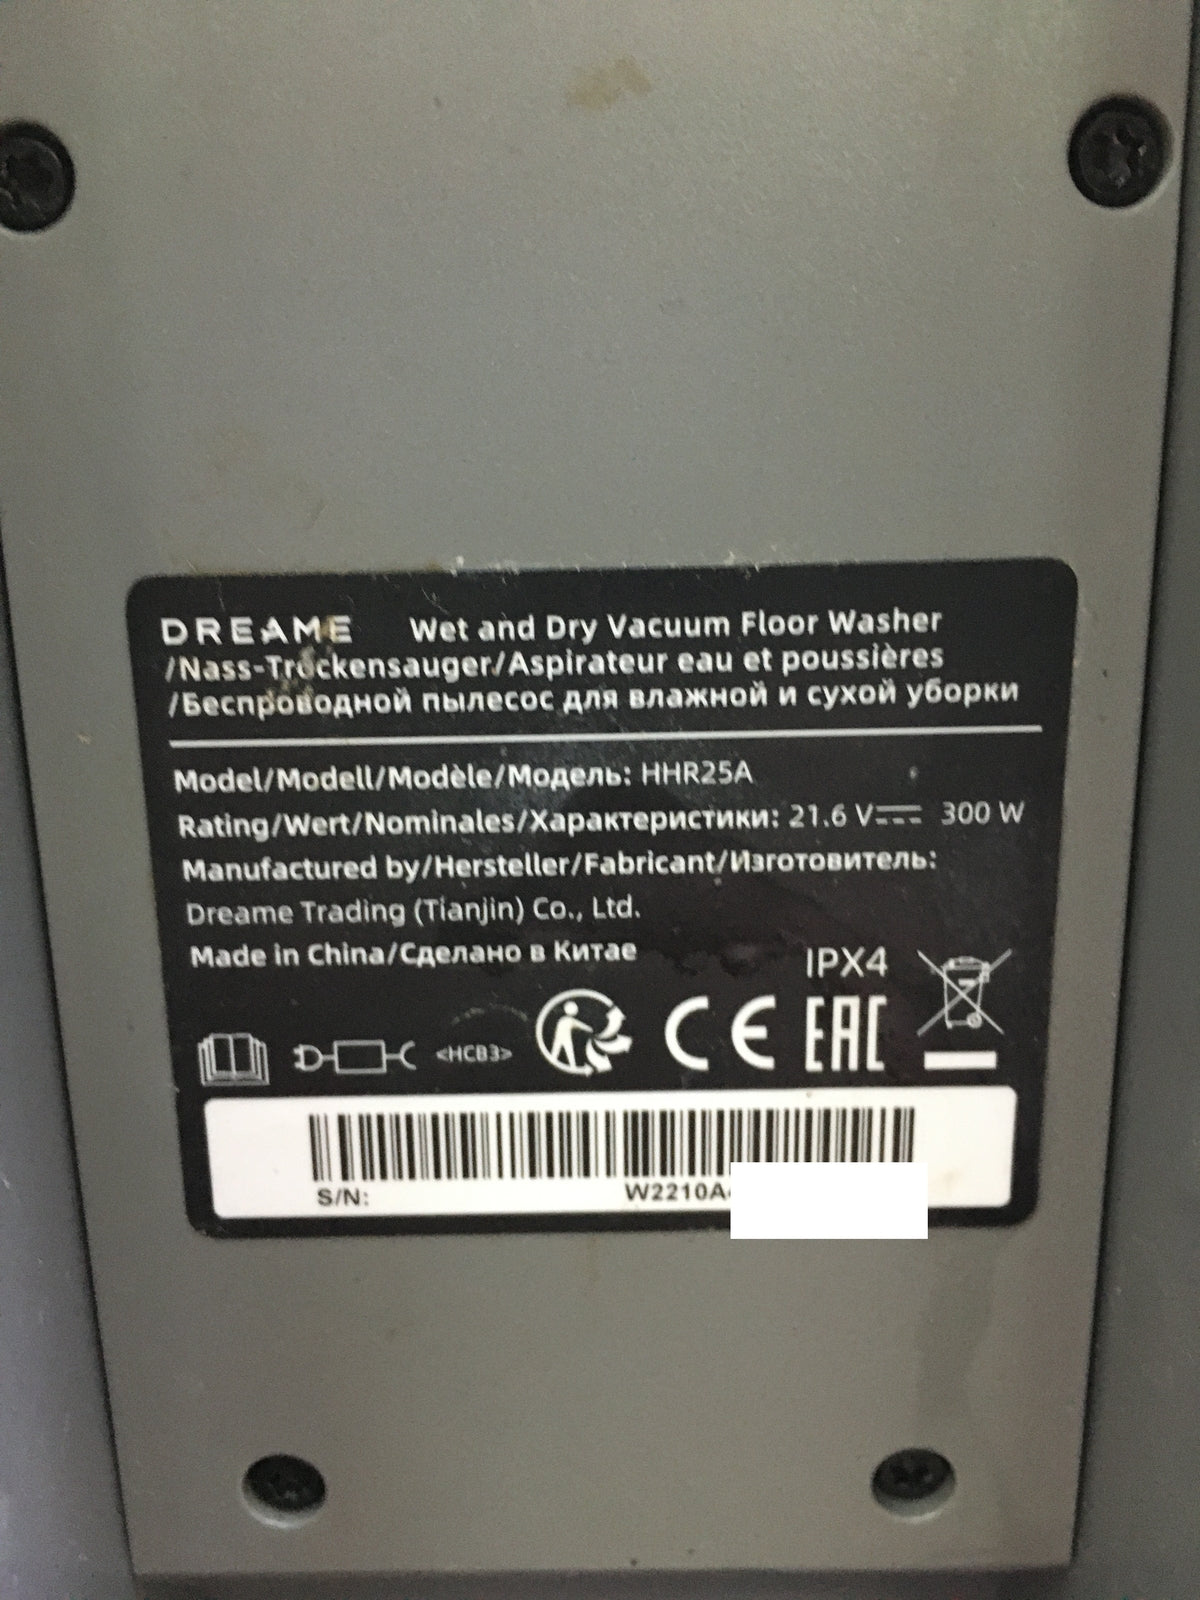 DREAME Wet and Dry Vacuum Floor Washer
/Nass-Trockensauger/Aspirateur eau et poussières
/Беспроводной пылесос для влажной и сухой уборки
Model/Modell/Modèle/Модель: HHR25A
Rating/Wert/Nominales/Характеристики: 21.6 V⎓ 300 W
Manufactured by/Hersteller/Fabricant/Изготовитель:
Dreame Trading (Tianjin) Co., Ltd.
Made in China/Сделано в Китае
IPX4
<HCB3> CE EAC
S/N: W2210A